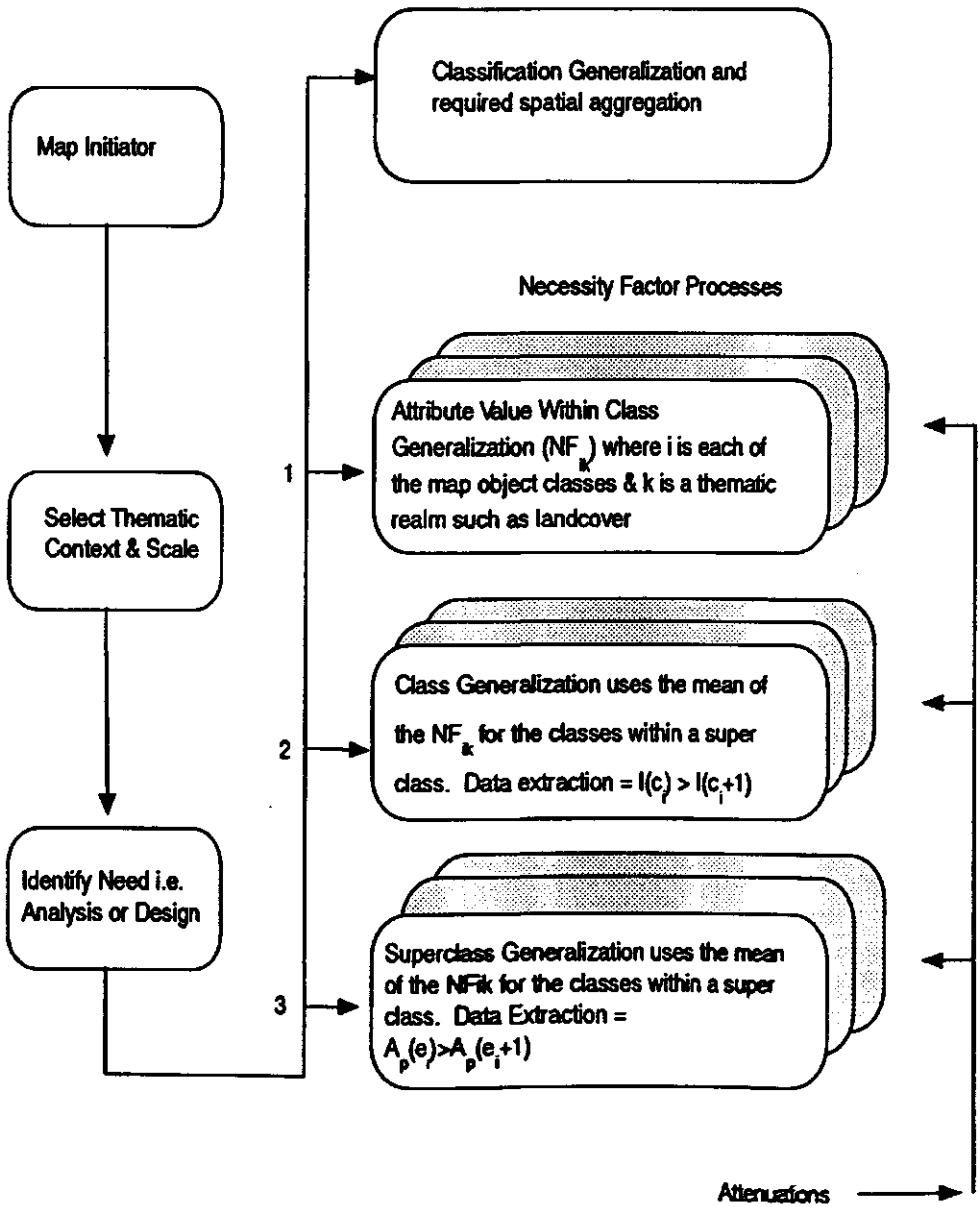 Map Initiator
Select Thematic
Context & Scale
Identify Need i.e.
Analysis or Design
Classification Generalization and
required spatial aggregation
Necessity Factor Processes
1
Attribute Value Within Class
Generalization (NF_ik) where i is each of
the map object classes & k is a thematic
realm such as landcover
2
Class Generalization uses the mean of
the NF_ik for the classes within a super
class. Data extraction = I(c_i) > I(c_i+1)
3
Superclass Generalization uses the mean
of the NFik for the classes within a super
class. Data Extraction =
A_p(e_i)>A_p(e_i+1)
Attenuations